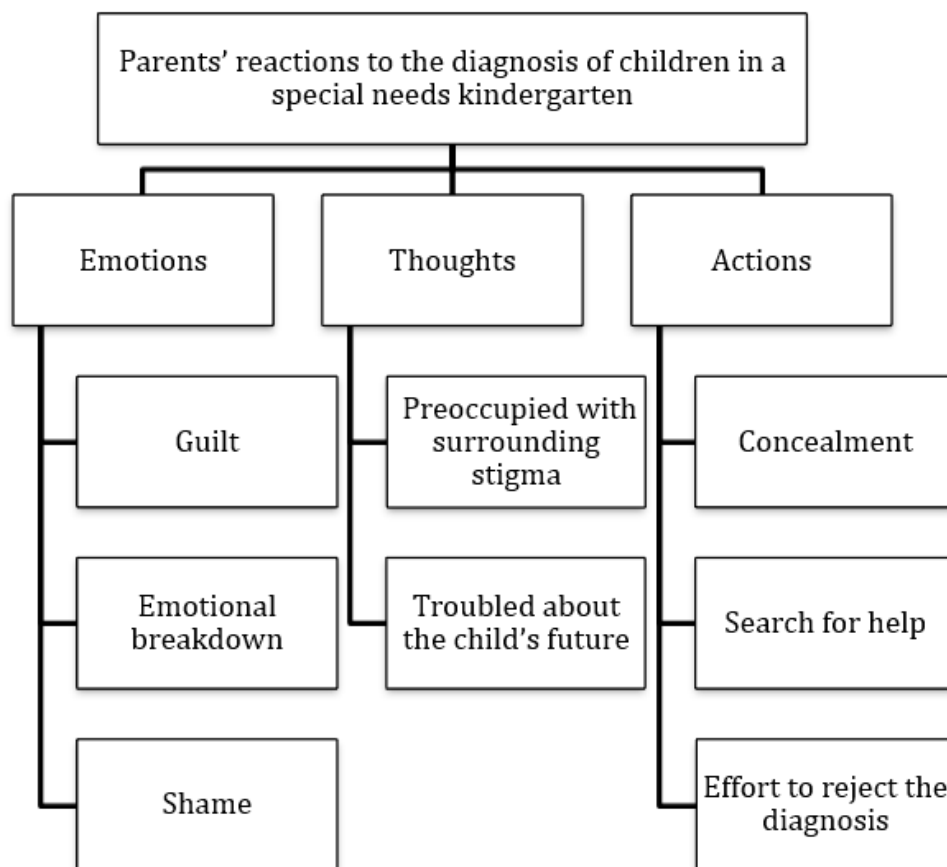 Parents’ reactions to the diagnosis of children in a
special needs kindergarten
Emotions
Thoughts
Actions
Guilt
Preoccupied with
surrounding
stigma
Concealment
Emotional
breakdown
Troubled about
the child’s future
Search for help
Shame
Effort to reject the
diagnosis